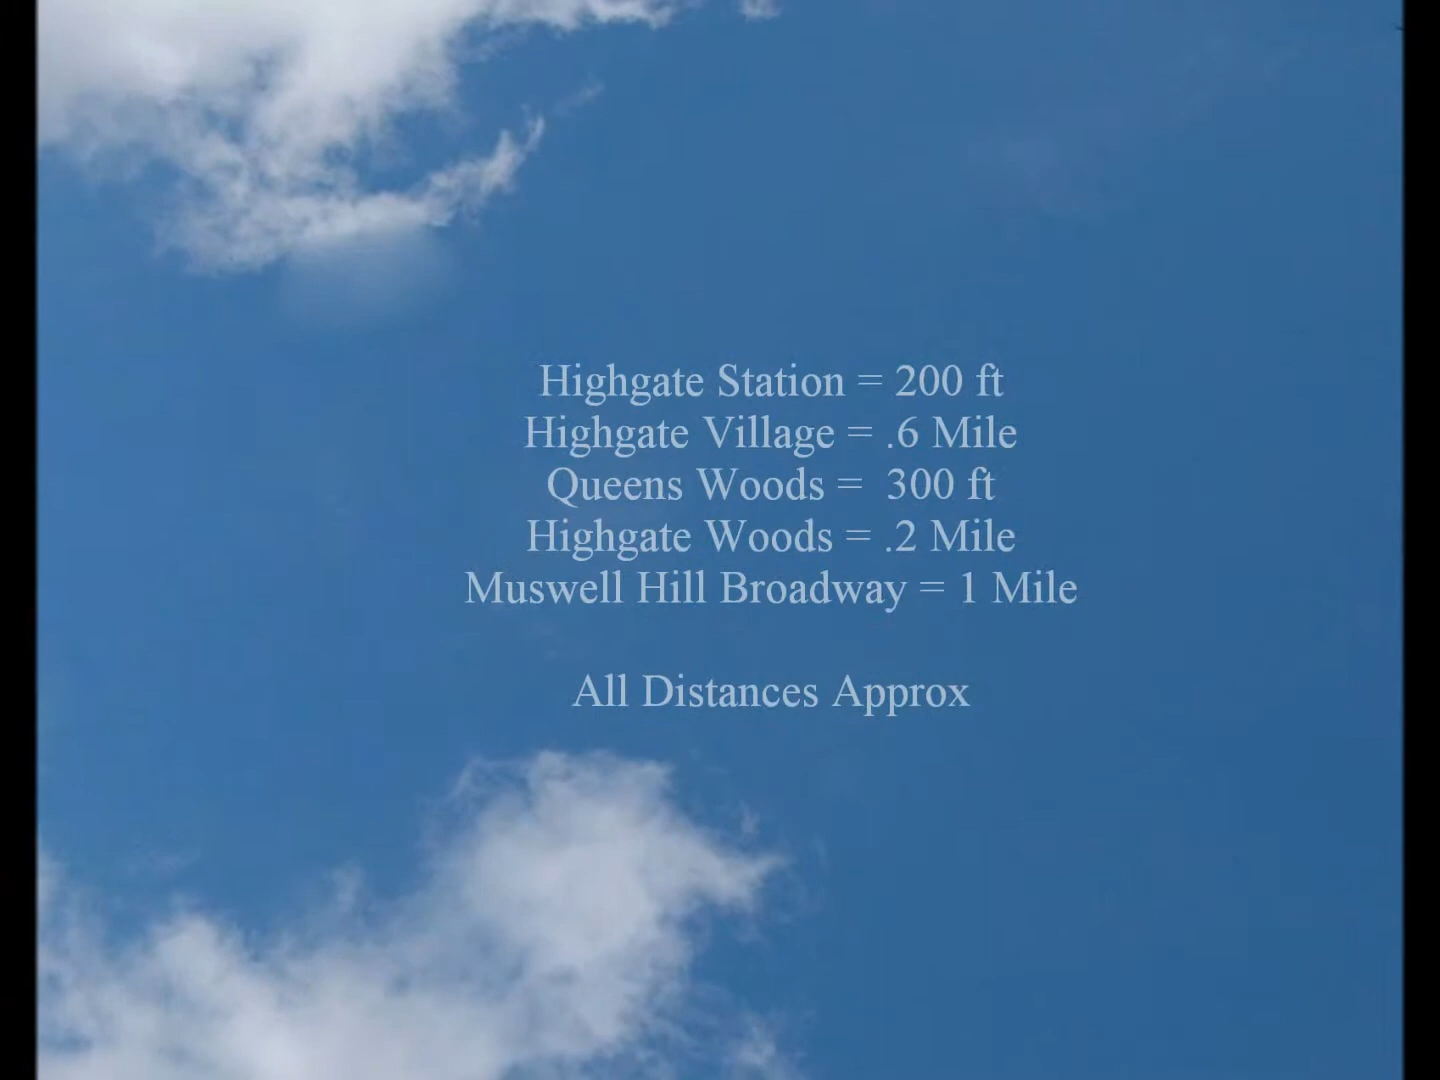 Highgate Station = 200 ft
Highgate Village = .6 Mile
Queens Woods =  300 ft
Highgate Woods = .2 Mile
Muswell Hill Broadway = 1 Mile
All Distances Approx